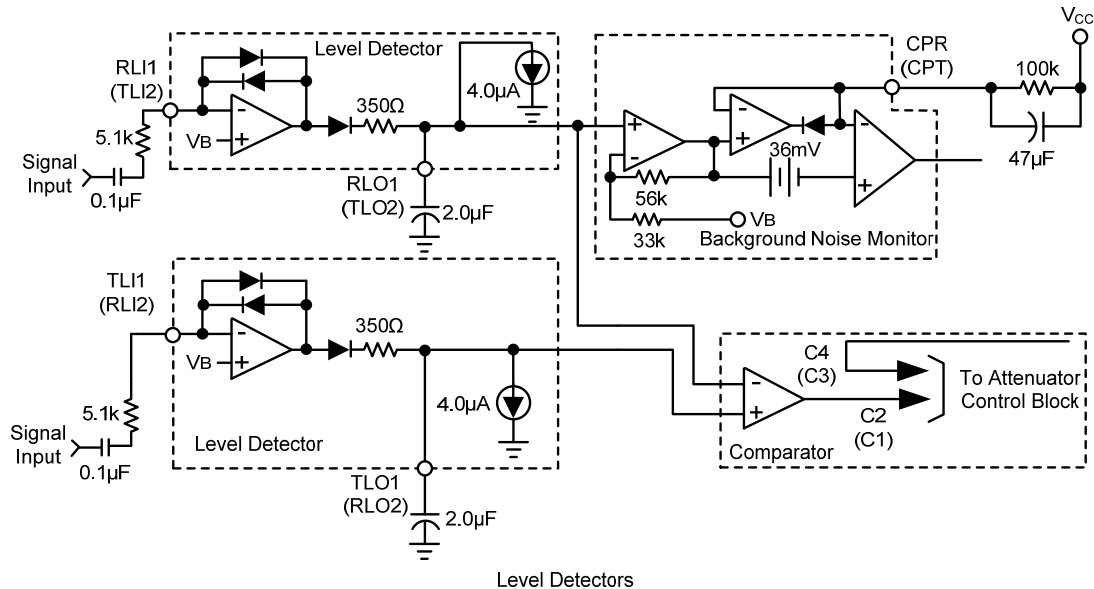 Level Detector
4.0µA
RLI1
(TLI2)
350Ω
5.1k
VB
Signal
Input
0.1µF
RLO1
(TLO2)
2.0µF
VCC
CPR
(CPT)
100k
47µF
36mV
56k
33k
VB
Background Noise Monitor
TLI1
(RLI2)
350Ω
VB
4.0µA
5.1k
Signal
Input
0.1µF
Level Detector
TLO1
(RLO2)
2.0µF
C4
(C3)
To Attenuator
Control Block
C2
(C1)
Comparator
Level Detectors